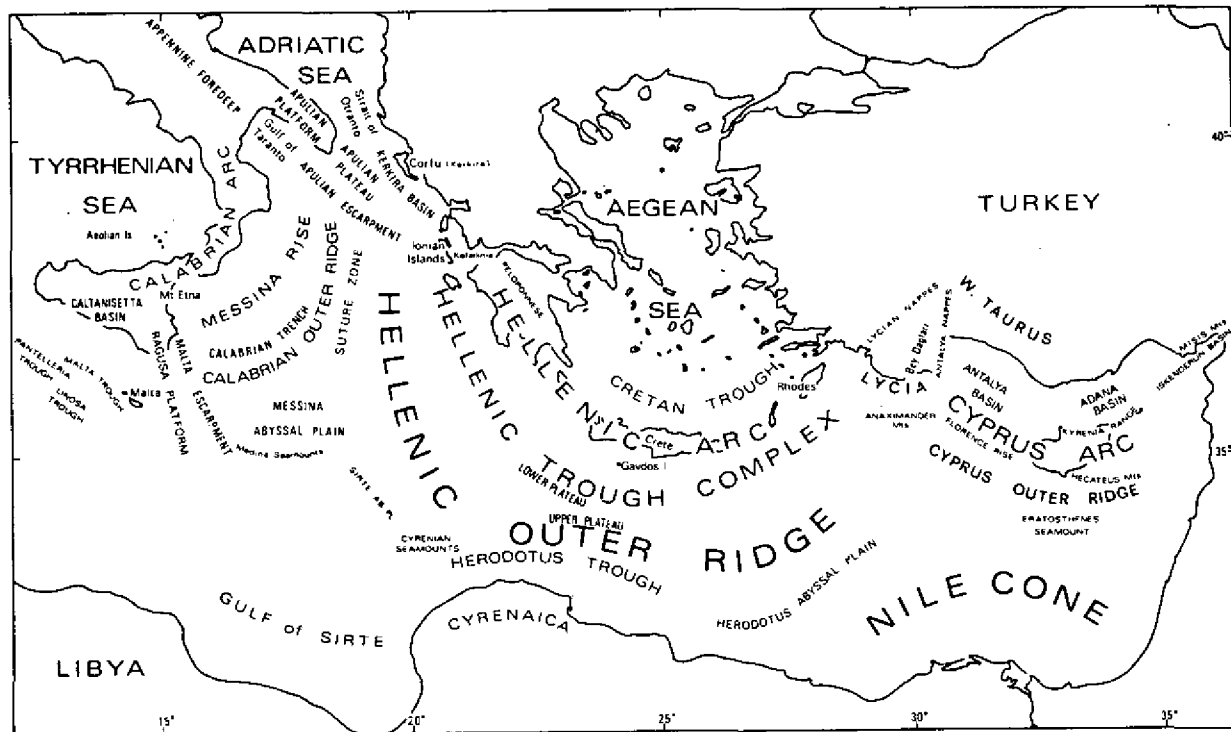 APPENNINE FOREDEEP
ADRIATIC
SEA
APULIAN
PLATFORM
Strait of
Otranto
Gulf of
Taranto
APULIAN
PLATEAU
KERKIRA BASIN
APULIAN ESCARPMENT
Corfu (Kerkira)
40°
TYRRHENIAN
SEA
Aeolian Is
CALABRIAN ARC
AEGEAN
SEA
TURKEY
Ionian
Islands
PELOPONNESE
CALTANISETTA
BASIN
Mt Etna
MESSINA RISE
CALABRIAN TRENCH
CALABRIAN OUTER RIDGE
SUTURE ZONE
HELLENIC
OUTER RIDGE
HELLENIC
TROUGH COMPLEX
HELLENIC ARC
CRETAN TROUGH
Rhodes
Crete
Gavdos I
LYCIAN NAPPES
Bey Daglari
ANTALYA NAPPES
W. TAURUS
MISIS Mts
ISKENDERUN BASIN
LYCIA
ANTALYA
BASIN
ADANA
BASIN
KYRENIA RANGE
ANAXIMANDER
Mts
CYPRUS
ARC
FLORENCE RISE
35°
HECATEUS Mts
CYPRUS OUTER RIDGE
ERATOSTHENES
SEAMOUNT
PANTELLERIA
TROUGH
MALTA TROUGH
LINOSA
TROUGH
Malta
RAGUSA PLATFORM
MALTA ESCARPMENT
MESSINA
ABYSSAL PLAIN
Medina Seamounts
SIRTE AB PL
LOWER PLATEAU
UPPER PLATEAU
CYRENIAN
SEAMOUNTS
HERODOTUS TROUGH
HERODOTUS ABYSSAL PLAIN
NILE CONE
GULF of SIRTE
CYRENAICA
LIBYA
15°
20°
25°
30°
35°